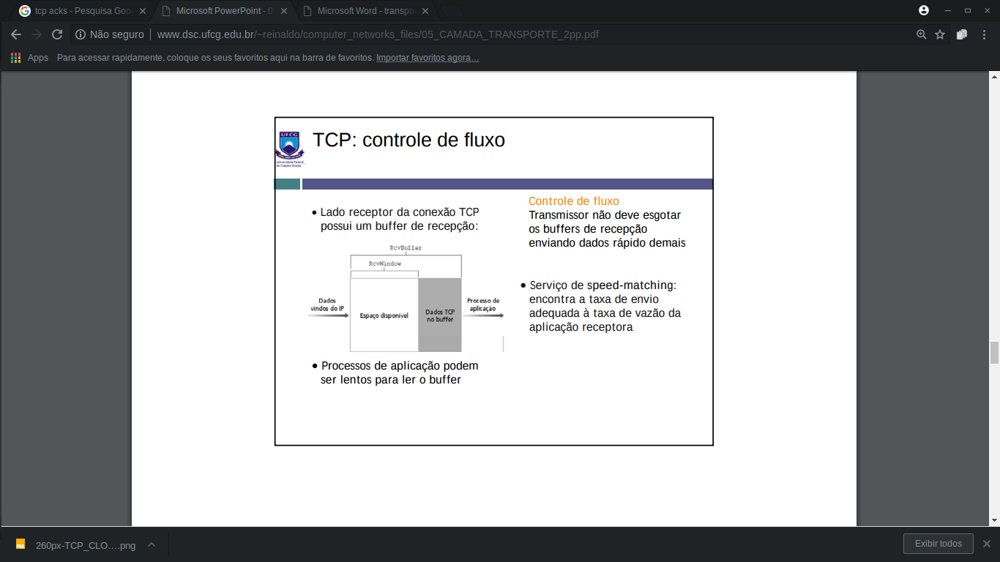 tcp acks - Pesquisa Goo
Microsoft PowerPoint - 0
Microsoft Word - transpo
Não seguro
www.dsc.ufcg.edu.br/~reinaldo/computer_networks_files/05_CAMADA_TRANSPORTE_2pp.pdf
Apps
Para acessar rapidamente, coloque os seus favoritos aqui na barra de favoritos. Importar favoritos agora…
UFCG
Universidade Federal
de Campina Grande
TCP: controle de fluxo
• Lado receptor da conexão TCP
possui um buffer de recepção:
RcvBuffer
RcvWindow
Dados
vindos do IP
Espaço disponível
Dados TCP
no buffer
Processo de
aplicação
• Processos de aplicação podem
ser lentos para ler o buffer
Controle de fluxo
Transmissor não deve esgotar
os buffers de recepção
enviando dados rápido demais
• Serviço de speed-matching:
encontra a taxa de envio
adequada à taxa de vazão da
aplicação receptora
260px-TCP_CLO….png
Exibir todos